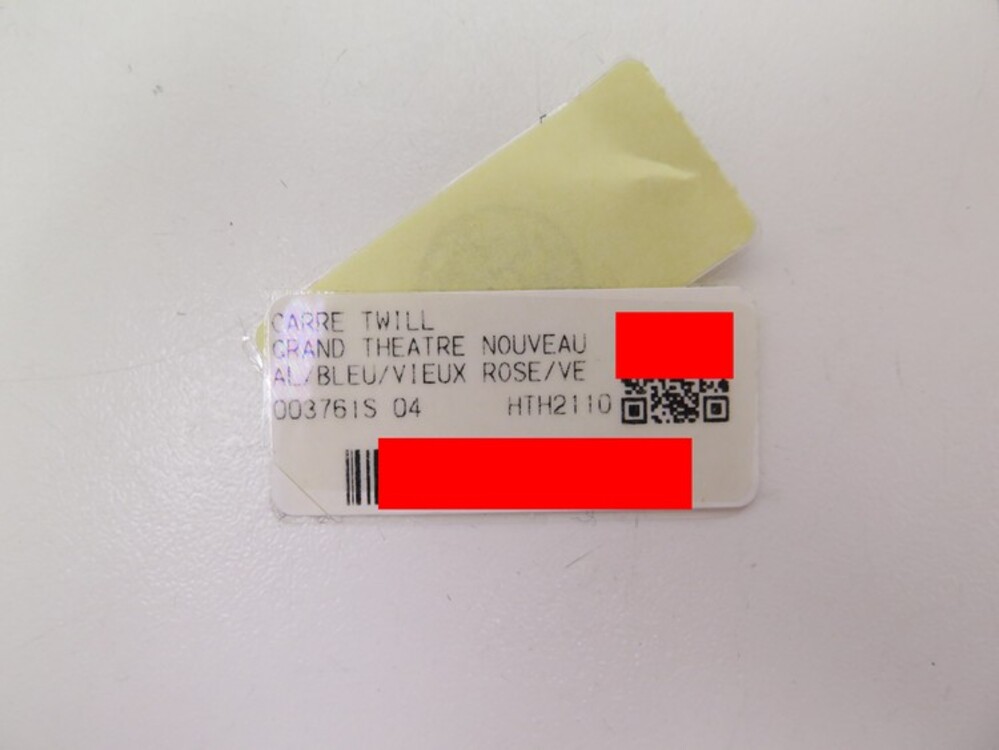 CARRE TWILL
GRAND THEATRE NOUVEAU
AL/BLEU/VIEUX ROSE/VE
003761S 04 HTH2110